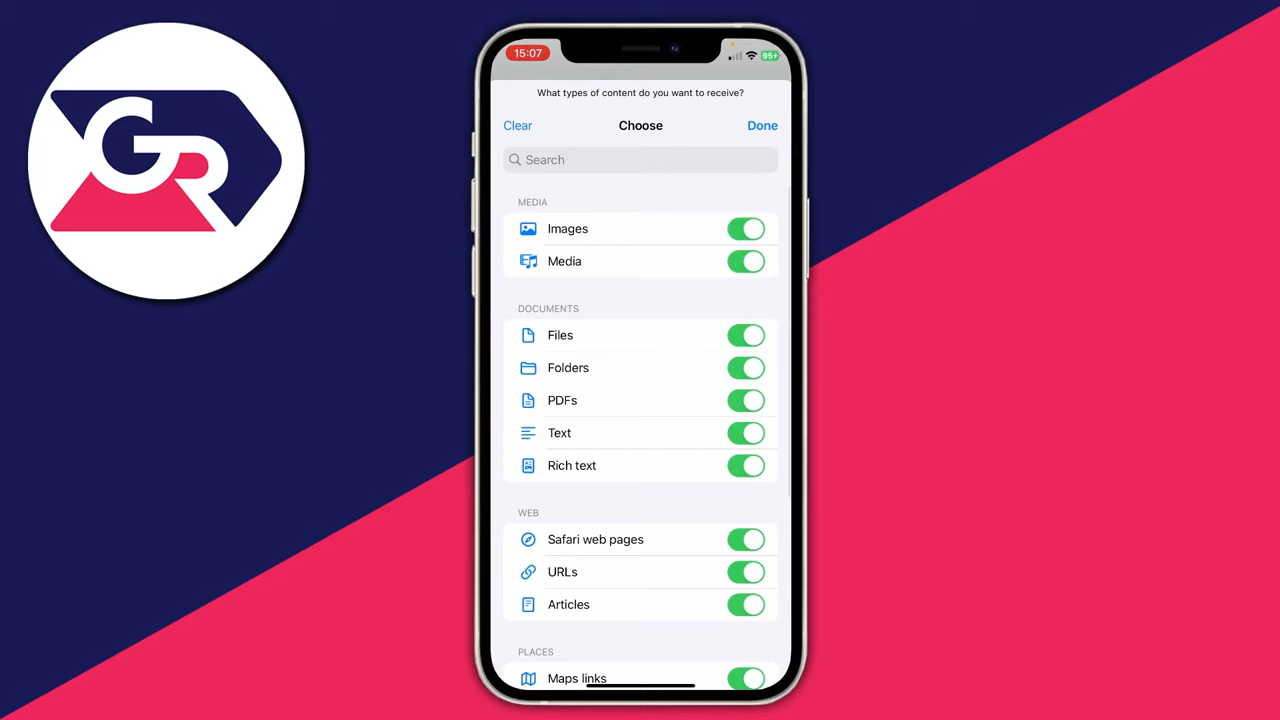 GR
15:07
95+
What types of content do you want to receive?
Clear
Choose
Done
Search
MEDIA
Images
Media
DOCUMENTS
Files
Folders
PDFs
Text
Rich text
WEB
Safari web pages
URLs
Articles
PLACES
Maps links